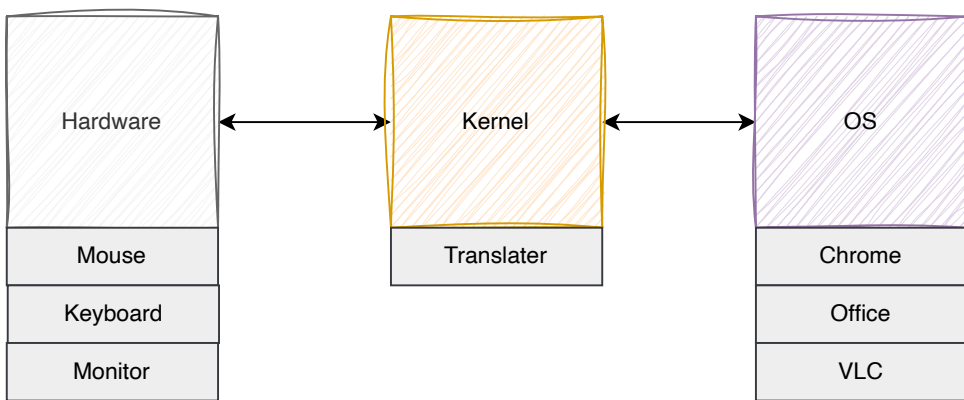 Hardware
Kernel
OS
Mouse
Translater
Chrome
Keyboard
Office
Monitor
VLC